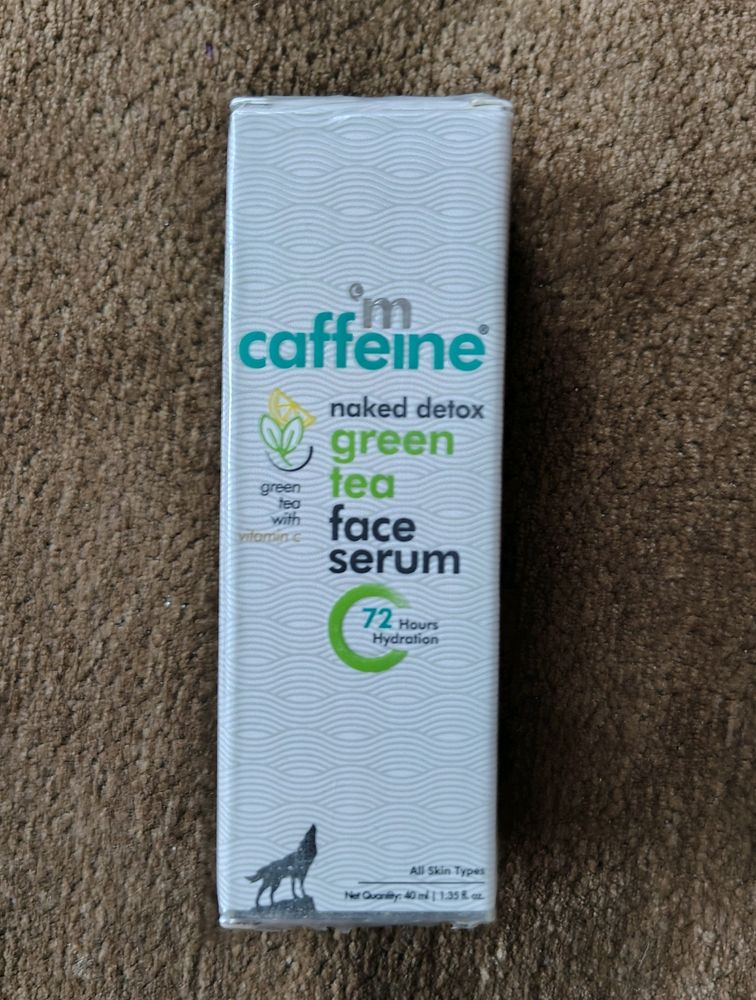 'm
caffeine®
naked detox
green
tea
face
serum
green
tea
with
vitamin c
72 Hours
Hydration
All Skin Types
Net Quantity: 40 ml | 1.35 fl. oz.